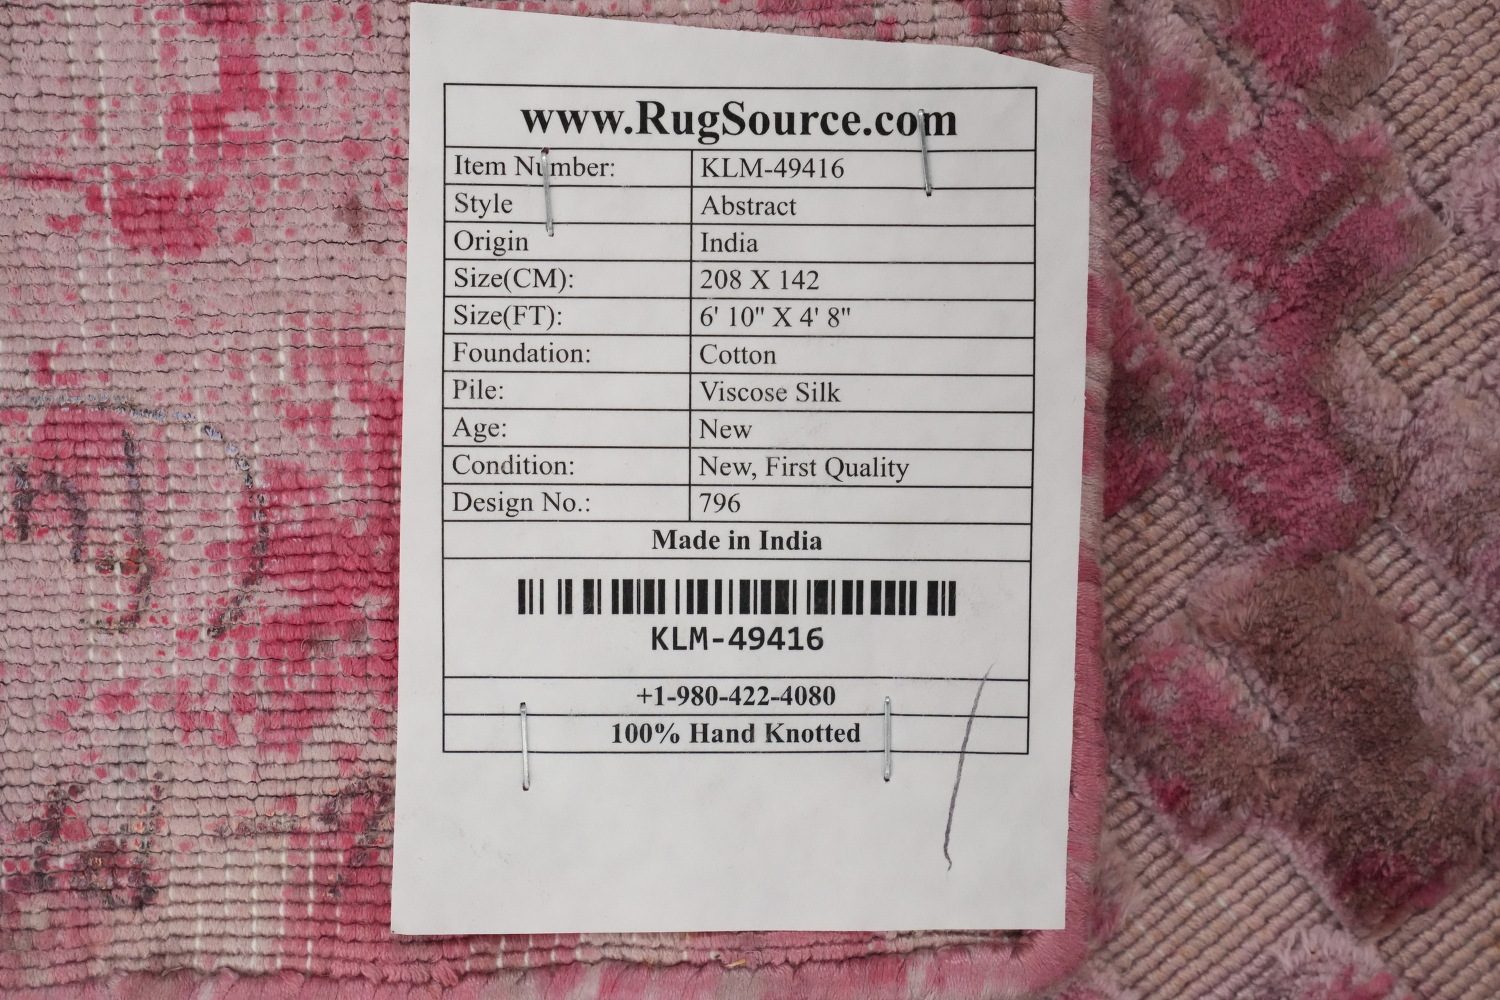 www.RugSource.com
Item Number: KLM-49416
Style Abstract
Origin India
Size(CM): 208 X 142
Size(FT): 6' 10" X 4' 8"
Foundation: Cotton
Pile: Viscose Silk
Age: New
Condition: New, First Quality
Design No.: 796
Made in India
KLM-49416
+1-980-422-4080
100% Hand Knotted